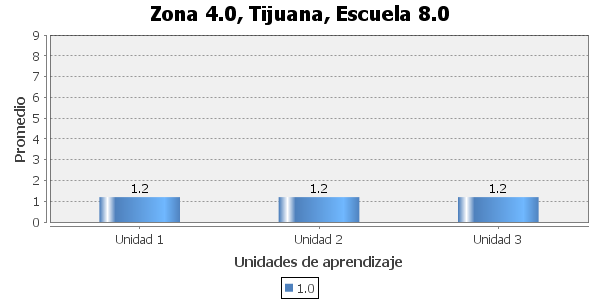 Zona 4.0, Tijuana, Escuela 8.0
Promedio
9
8
7
6
5
4
3
2
1
0
1.2 1.2 1.2
Unidad 1 Unidad 2 Unidad 3
Unidades de aprendizaje
1.0